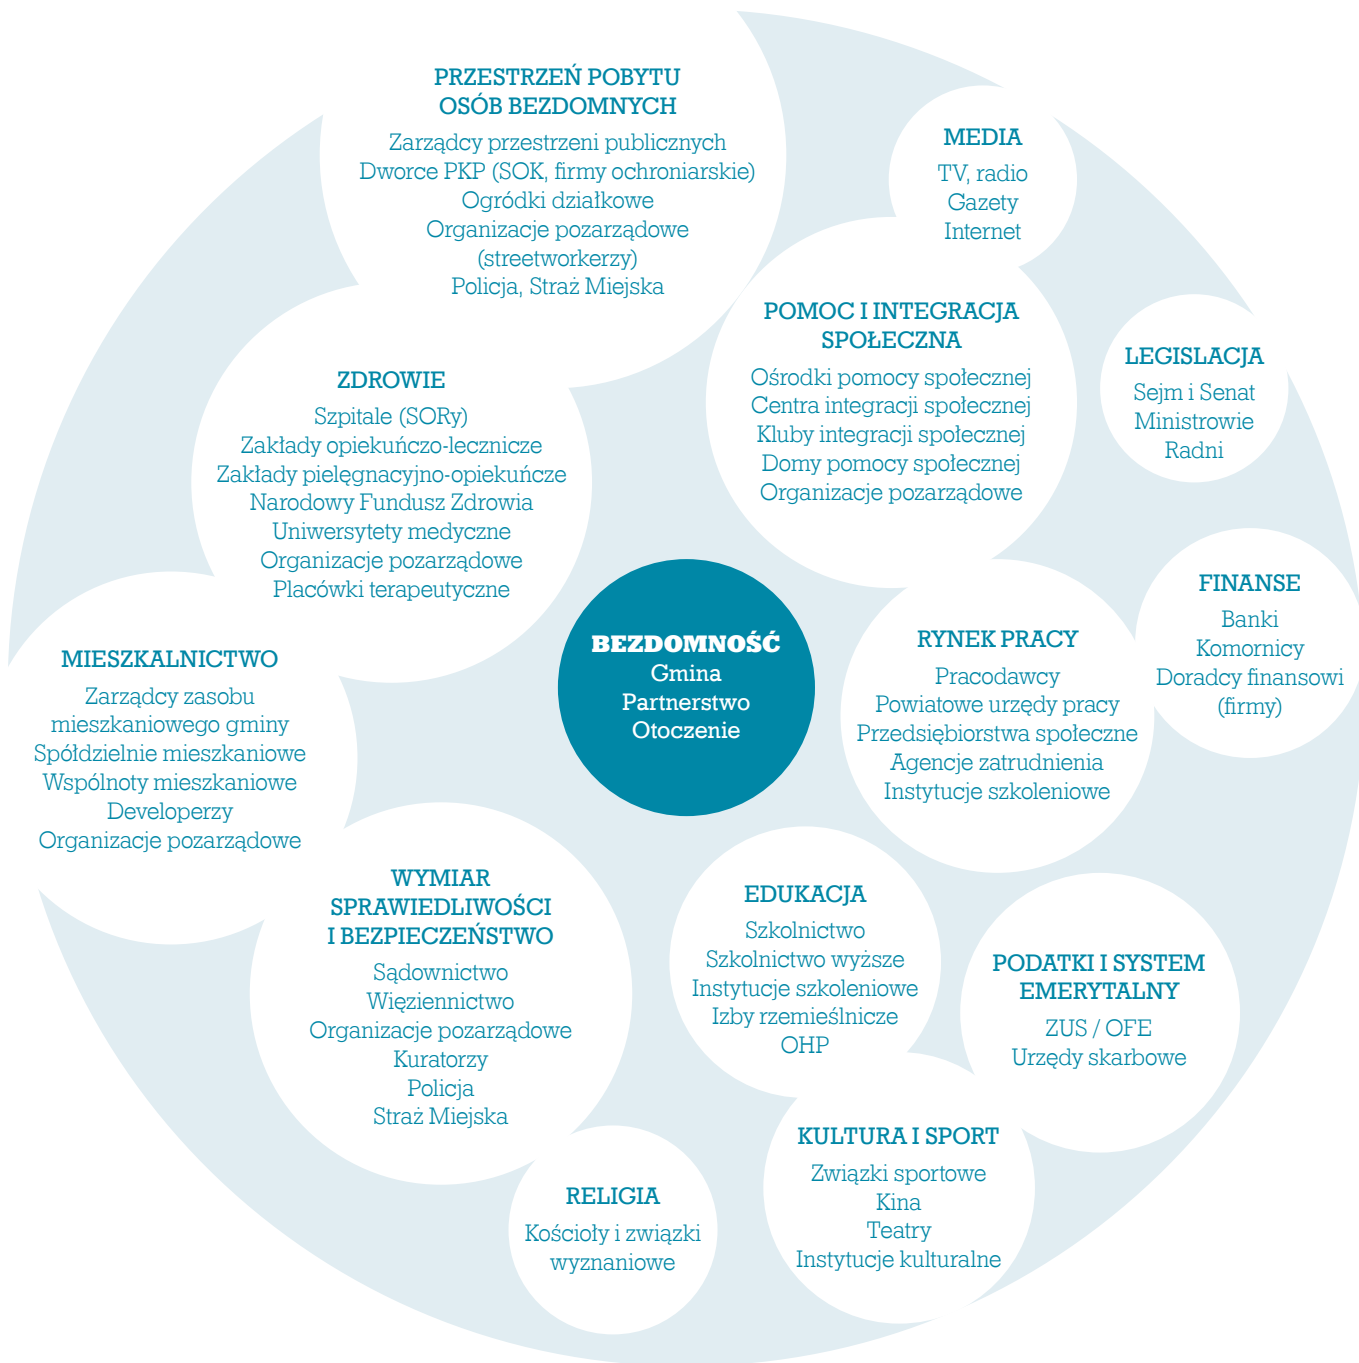 PRZESTRZEŃ POBYTU
OSÓB BEZDOMNYCH
Zarządcy przestrzeni publicznych
Dworce PKP (SOK, firmy ochroniarskie)
Ogródki działkowe
Organizacje pozarządowe
(streetworkerzy)
Policja, Straż Miejska
MEDIA
TV, radio
Gazety
Internet
POMOC I INTEGRACJA
SPOŁECZNA
Ośrodki pomocy społecznej
Centra integracji społecznej
Kluby integracji społecznej
Domy pomocy społecznej
Organizacje pozarządowe
LEGISLACJA
Sejm i Senat
Ministrowie
Radni
ZDROWIE
Szpitale (SORy)
Zakłady opiekuńczo-lecznicze
Zakłady pielęgnacyjno-opiekuńcze
Narodowy Fundusz Zdrowia
Uniwersytety medyczne
Organizacje pozarządowe
Placówki terapeutyczne
FINANSE
Banki
Komornicy
Doradcy finansowi
(firmy)
BEZDOMNOŚĆ
Gmina
Partnerstwo
Otoczenie
RYNEK PRACY
Pracodawcy
Powiatowe urzędy pracy
Przedsiębiorstwa społeczne
Agencje zatrudnienia
Instytucje szkoleniowe
MIESZKALNICTWO
Zarządcy zasobu
mieszkaniowego gminy
Spółdzielnie mieszkaniowe
Wspólnoty mieszkaniowe
Developerzy
Organizacje pozarządowe
WYMIAR
SPRAWIEDLIWOŚCI
I BEZPIECZEŃSTWO
Sądownictwo
Więziennictwo
Organizacje pozarządowe
Kuratorzy
Policja
Straż Miejska
EDUKACJA
Szkolnictwo
Szkolnictwo wyższe
Instytucje szkoleniowe
Izby rzemieślnicze
OHP
PODATKI I SYSTEM
EMERYTALNY
ZUS / OFE
Urzędy skarbowe
KULTURA I SPORT
Związki sportowe
Kina
Teatry
Instytucje kulturalne
RELIGIA
Kościoły i związki
wyznaniowe